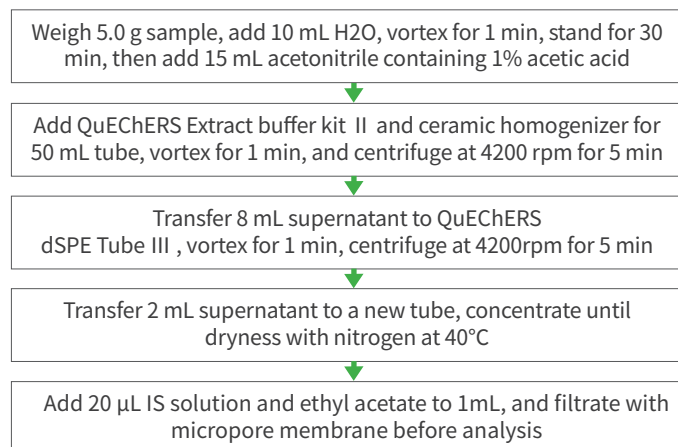 Weigh 5.0 g sample, add 10 mL H2O, vortex for 1 min, stand for 30
min, then add 15 mL acetonitrile containing 1% acetic acid
Add QuEChERS Extract buffer kit Ⅱ and ceramic homogenizer for
50 mL tube, vortex for 1 min, and centrifuge at 4200 rpm for 5 min
Transfer 8 mL supernatant to QuEChERS
dSPE Tube Ⅲ , vortex for 1 min, centrifuge at 4200rpm for 5 min
Transfer 2 mL supernatant to a new tube, concentrate until
dryness with nitrogen at 40°C
Add 20 μL IS solution and ethyl acetate to 1mL, and filtrate with
micropore membrane before analysis